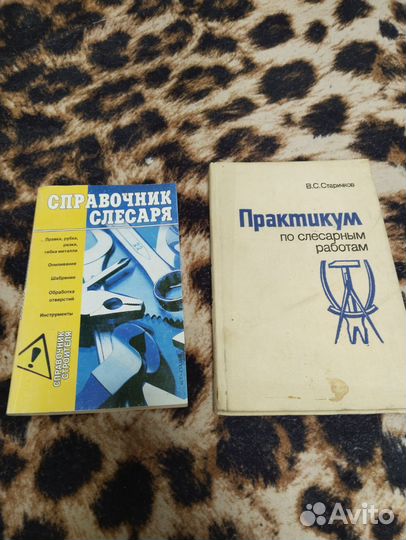 СПРАВОЧНИК
СЛЕСАРЯ
Правка, рубка,
резка,
гибка металла
Опиливание
Шабрение
Обработка
отверстий
Инструменты
СПРАВОЧНИК
СТРОИТЕЛЯ
В.С.Старичков
Практикум
по слесарным
работам
Avito